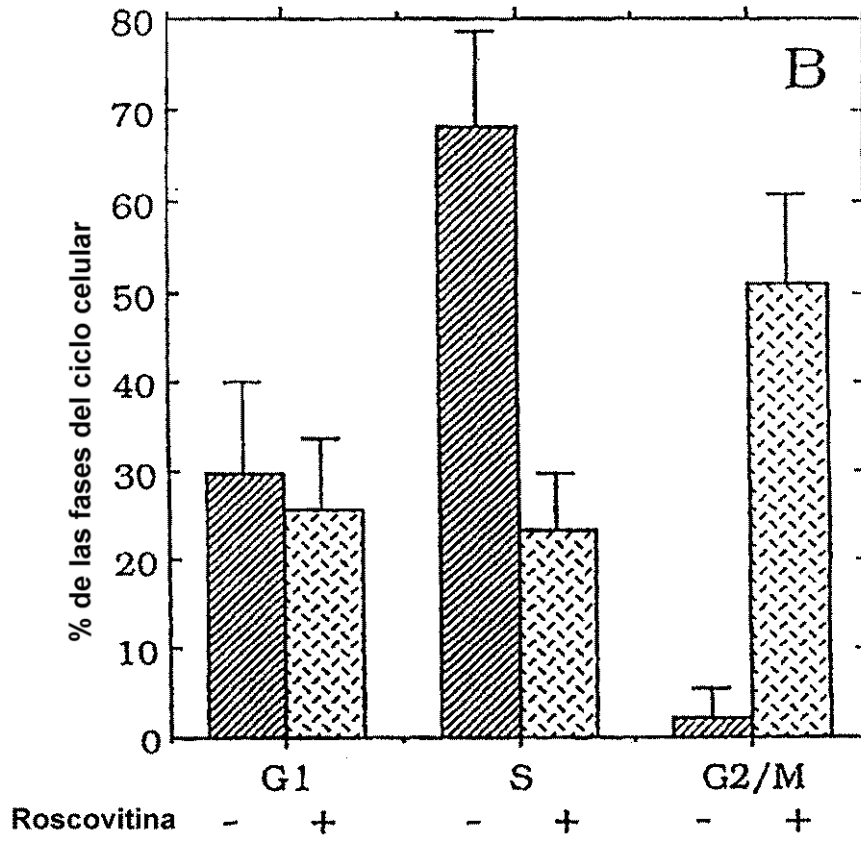 B
% de las fases del ciclo celular
80
70
60
50
40
30
20
10
0
G1 S G2/M
Roscovitina - + - + - +